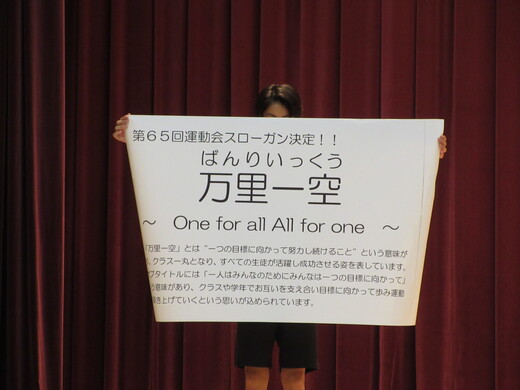 第６５回運動会スローガン決定！！
ばんりいっくう
万里一空
～ One for all All for one ～
万里一空」とは“一つの目標に向かって努力し続けること”という意味が
、クラス一丸となり、すべての生徒が活躍し成功させる姿を表しています。
ブタイトルには「一人はみんなのためにみんなは一つの目標に向かって」
う意味があり、クラスや学年でお互いを支え合い目標に向かって歩み運動
き上げていくという思いが込められています。